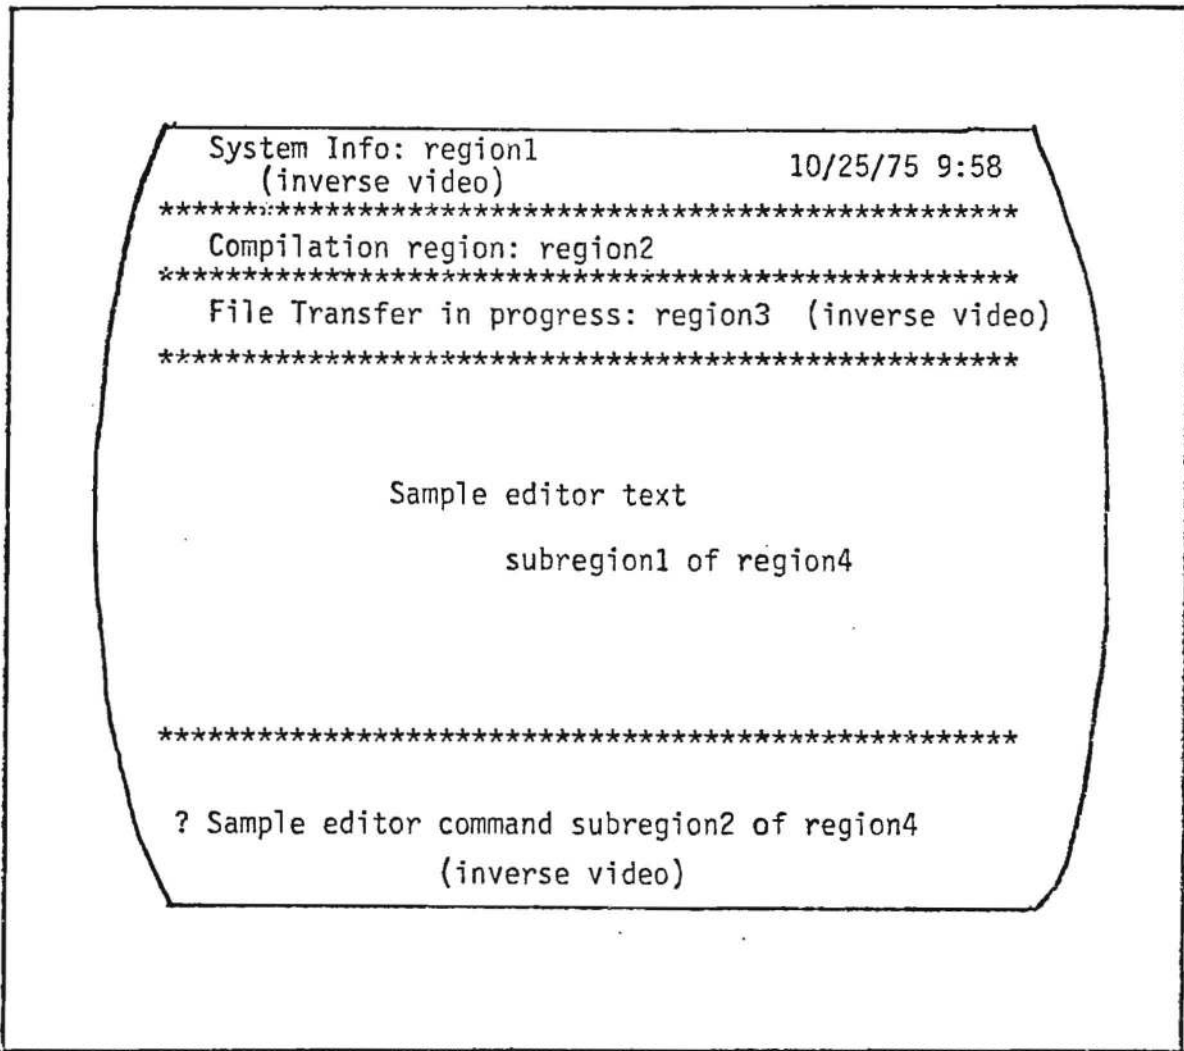 System Info: region1 10/25/75 9:58
(inverse video)
****************************************************
Compilation region: region2
****************************************************
File Transfer in progress: region3 (inverse video)
****************************************************
Sample editor text
subregion1 of region4
****************************************************
? Sample editor command subregion2 of region4
(inverse video)